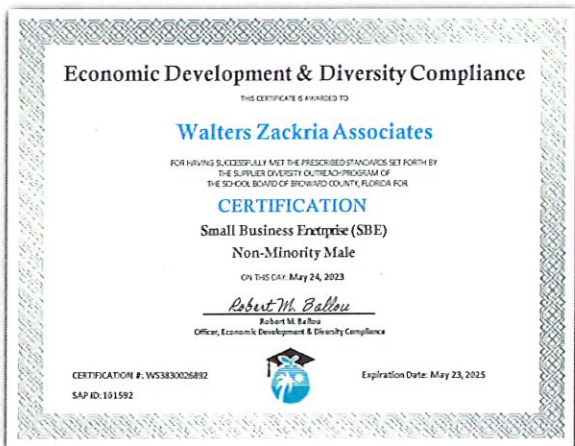 Economic Development & Diversity Compliance
THIS CERTIFICATE IS AWARDED TO
Walters Zackria Associates
FOR HAVING SUCCESSFULLY MET THE PRESCRIBED STANDARDS SET FORTH BY
THE SUPPLIER DIVERSITY OUTREACH PROGRAM OF
THE SCHOOL BOARD OF BROWARD COUNTY, FLORIDA FOR
CERTIFICATION
Small Business Enetrprise (SBE)
Non-Minority Male
ON THIS DAY: May 24, 2023
Robert M. Ballou
Robert M. Ballou
Officer, Economic Development & Diversity Compliance
CERTIFICATION #: WS3830026892
Expiration Date: May 23, 2025
SAP ID: 101592